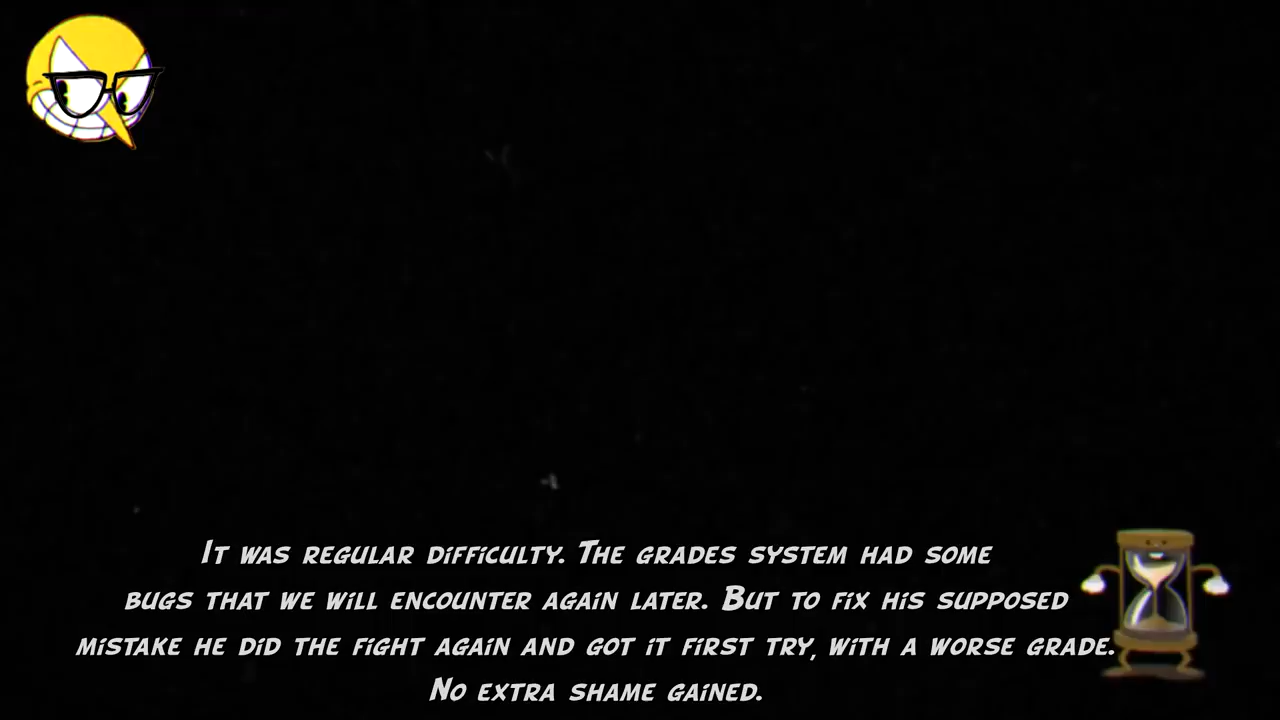 It was regular difficulty. The grades system had some
bugs that we will encounter again later. But to fix his supposed
mistake he did the fight again and got it first try, with a worse grade.
No extra shame gained.